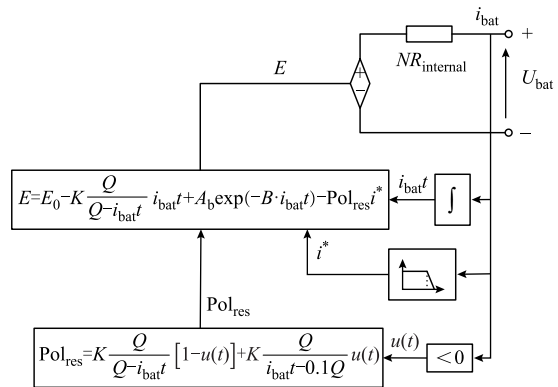 i_bat
+
NR_internal
E
+
−
U_bat
−
E=E_0−K Q/(Q−i_bat t) i_bat t+A_b exp(−B·i_bat t)−Pol_res i*
i_bat t
∫
i*
Pol_res
Pol_res=K Q/(Q−i_bat t) [1−u(t)]+K Q/(i_bat t−0.1Q) u(t)
u(t)
<0